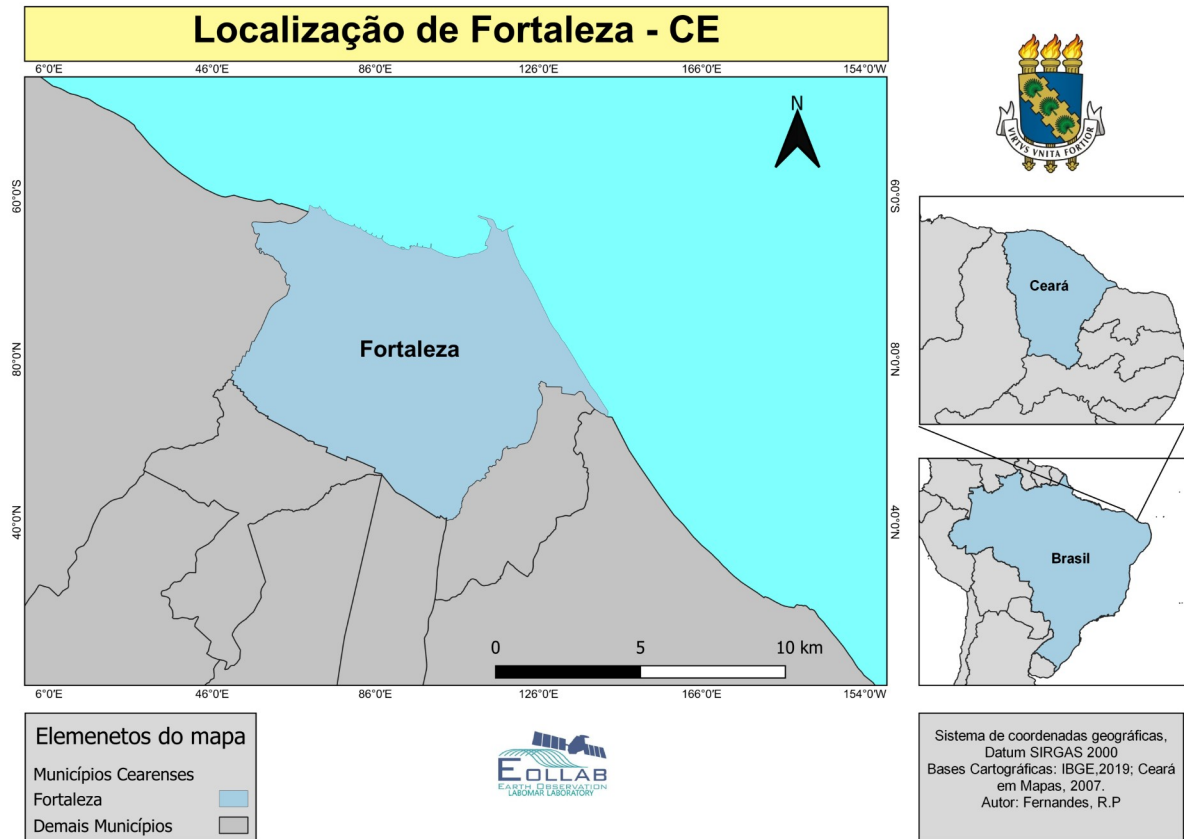 Localização de Fortaleza - CE
6°0'E 46°0'E 86°0'E 126°0'E 166°0'E 154°0'W
N
VIRTVS VNITA FORTIOR
60°0'S
60°0'S
Ceará
Fortaleza
80°0'N
80°0'N
40°0'N
40°0'N
Brasil
0 5 10 km
6°0'E 46°0'E 86°0'E 126°0'E 166°0'E 154°0'W
Elemenetos do mapa
Municípios Cearenses
Fortaleza
Demais Municípios
EOLLAB
EARTH OBSERVATION
LABOMAR LABORATORY
Sistema de coordenadas geográficas,
Datum SIRGAS 2000
Bases Cartográficas: IBGE,2019; Ceará
em Mapas, 2007.
Autor: Fernandes, R.P